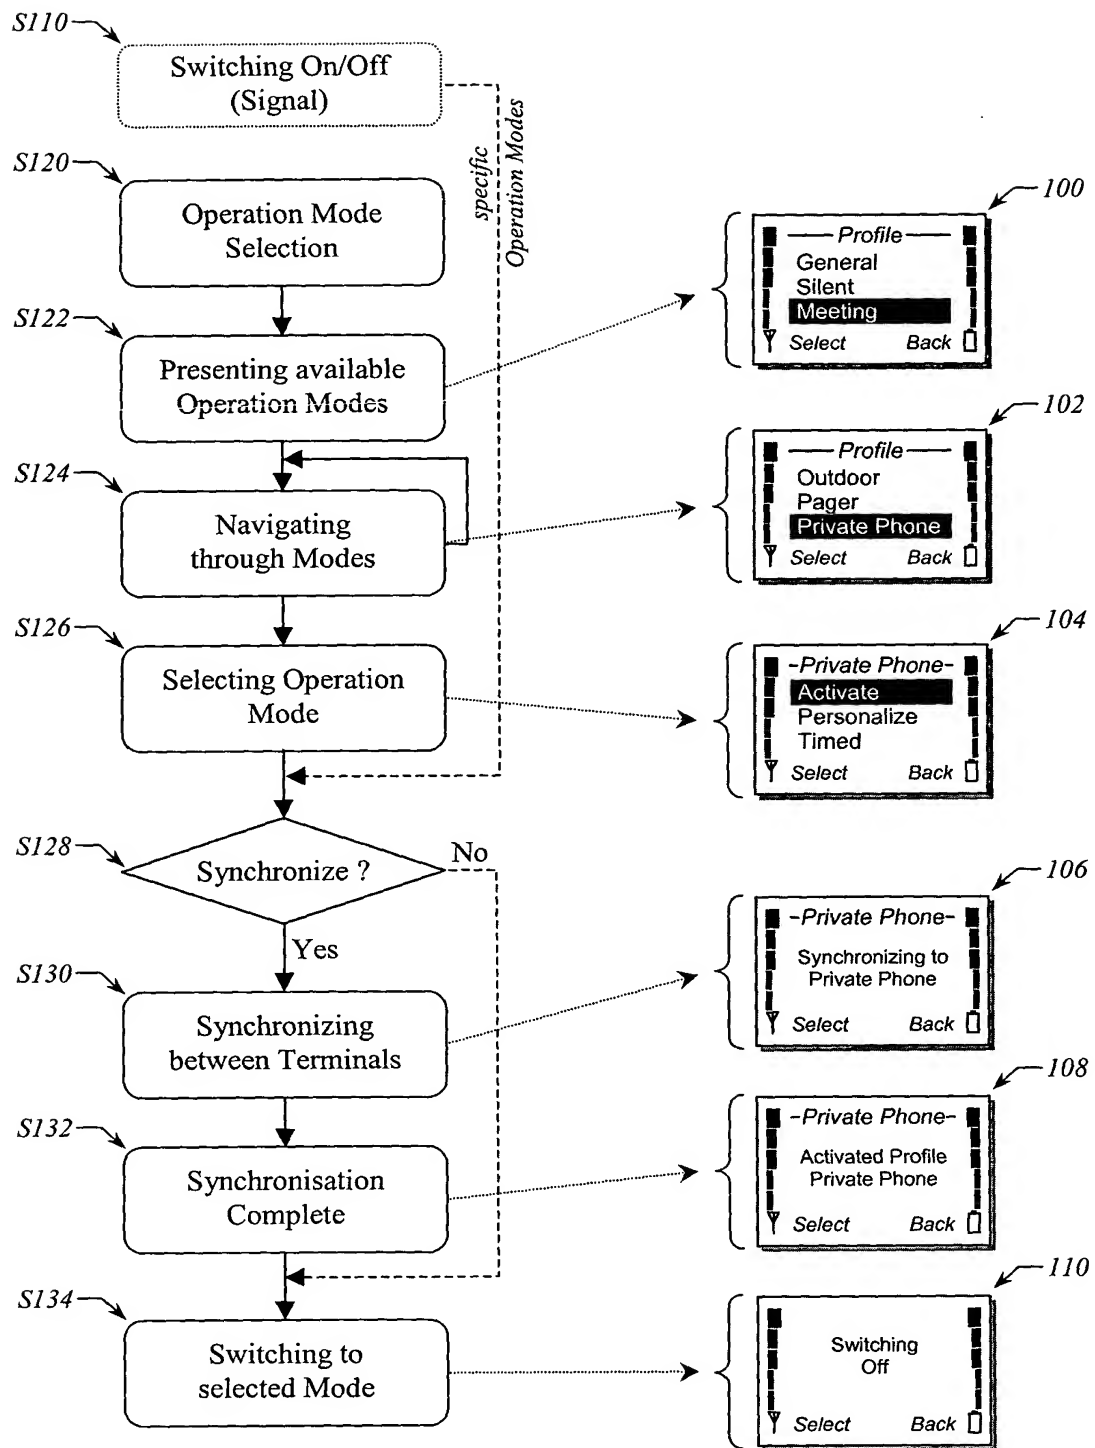 S110
Switching On/Off
(Signal)
specific
Operation Modes
S120
Operation Mode
Selection
S122
Presenting available
Operation Modes
100
Profile
General
Silent
Meeting
Select Back
S124
Navigating
through Modes
102
Profile
Outdoor
Pager
Private Phone
Select Back
S126
Selecting Operation
Mode
104
-Private Phone-
Activate
Personalize
Timed
Select Back
S128
Synchronize ?
No
Yes
S130
Synchronizing
between Terminals
106
-Private Phone-
Synchronizing to
Private Phone
Select Back
S132
Synchronisation
Complete
108
-Private Phone-
Activated Profile
Private Phone
Select Back
S134
Switching to
selected Mode
110
Switching
Off
Select Back